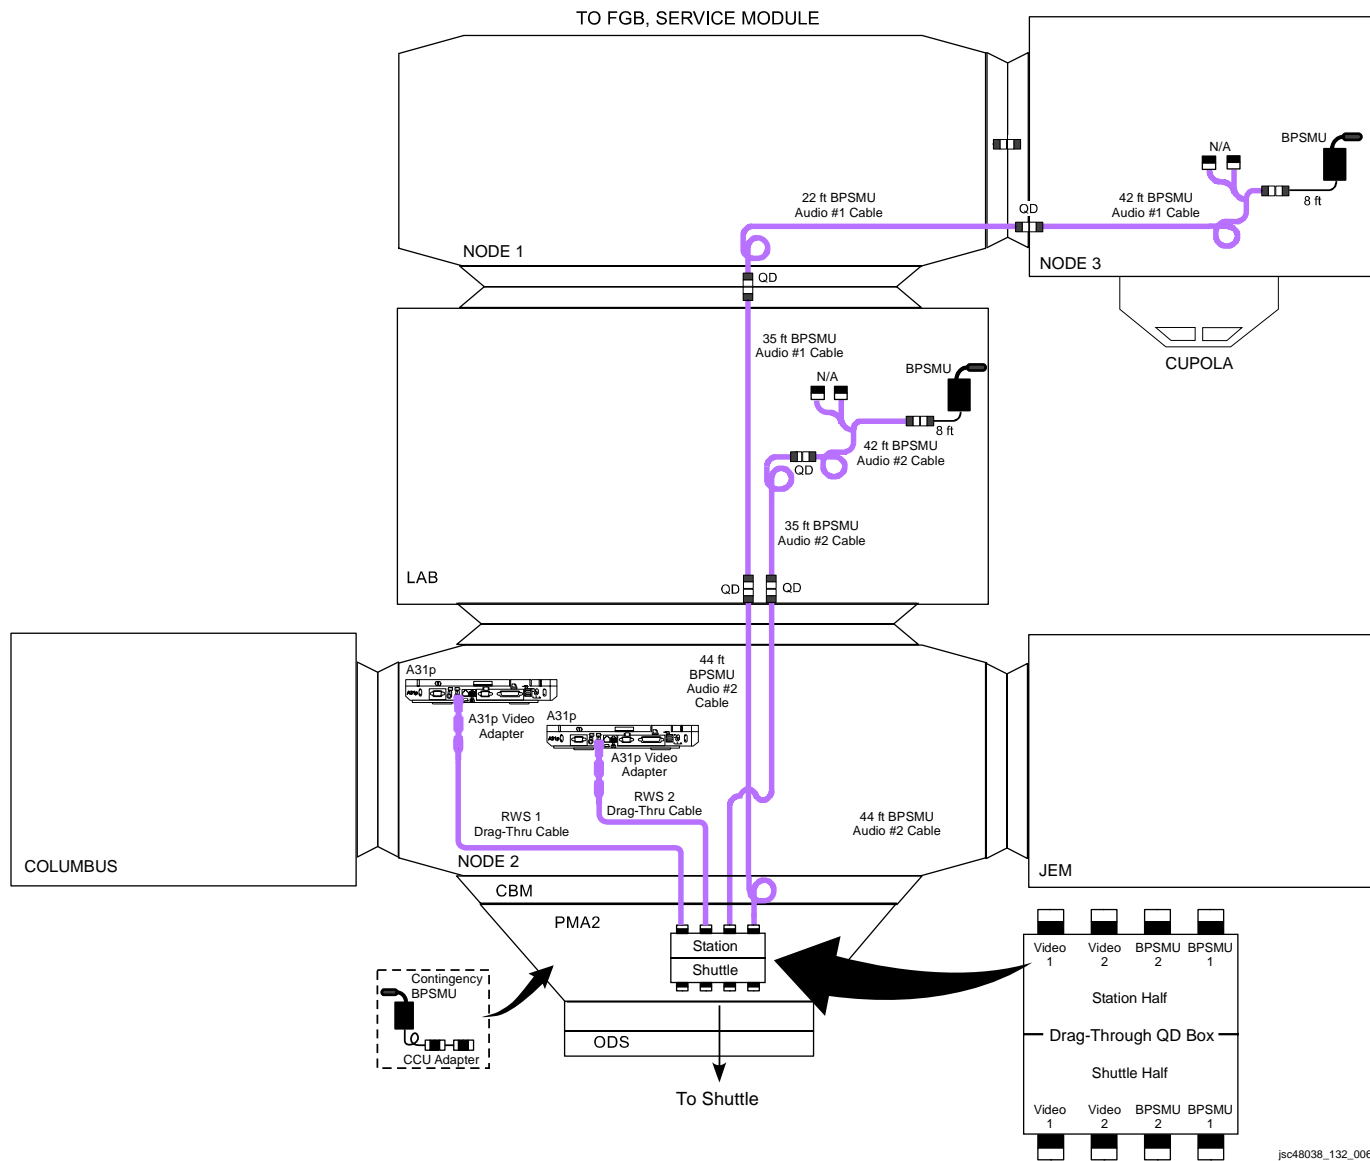 TO FGB, SERVICE MODULE
BPSMU
N/A
22 ft BPSMU
Audio #1 Cable
QD
42 ft BPSMU
Audio #1 Cable
8 ft
NODE 1
NODE 3
QD
35 ft BPSMU
Audio #1 Cable
CUPOLA
BPSMU
N/A
8 ft
42 ft BPSMU
Audio #2 Cable
QD
35 ft BPSMU
Audio #2 Cable
LAB
QD
QD
44 ft
BPSMU
Audio #2
Cable
A31p
A31p Video
Adapter
A31p
A31p Video
Adapter
RWS 1
Drag-Thru Cable
RWS 2
Drag-Thru Cable
44 ft BPSMU
Audio #2 Cable
COLUMBUS
NODE 2
JEM
CBM
PMA2
Station
Shuttle
Contingency
BPSMU
CCU Adapter
ODS
To Shuttle
Video
1
Video
2
BPSMU
2
BPSMU
1
Station Half
Drag-Through QD Box
Shuttle Half
Video
1
Video
2
BPSMU
2
BPSMU
1